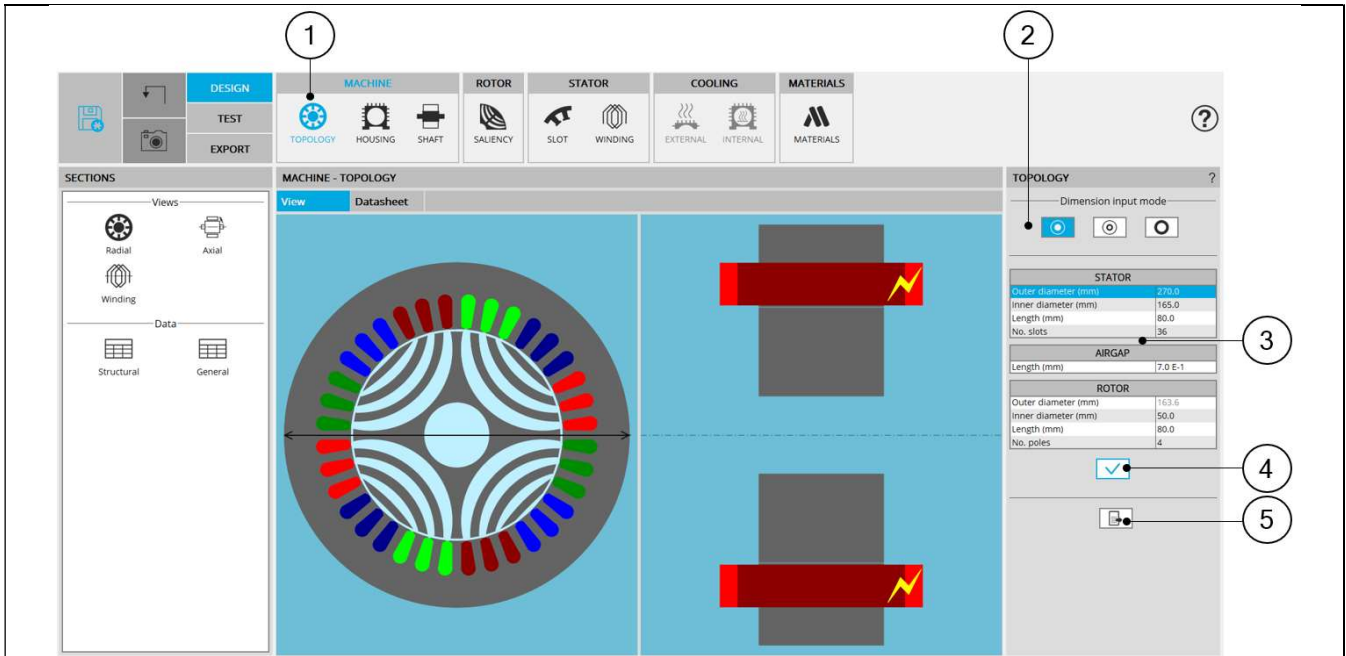 1
2
DESIGN
TEST
EXPORT
MACHINE
ROTOR
STATOR
COOLING
MATERIALS
TOPOLOGY
HOUSING
SHAFT
SALIENCY
SLOT
WINDING
EXTERNAL
INTERNAL
MATERIALS
?
SECTIONS
Views
Radial
Axial
Winding
Data
Structural
General
MACHINE - TOPOLOGY
View
Datasheet
TOPOLOGY ?
Dimension input mode
STATOR
Outer diameter (mm) 270.0
Inner diameter (mm) 165.0
Length (mm) 80.0
No. slots 36
3
AIRGAP
Length (mm) 7.0 E-1
ROTOR
Outer diameter (mm) 163.6
Inner diameter (mm) 50.0
Length (mm) 80.0
No. poles 4
4
5